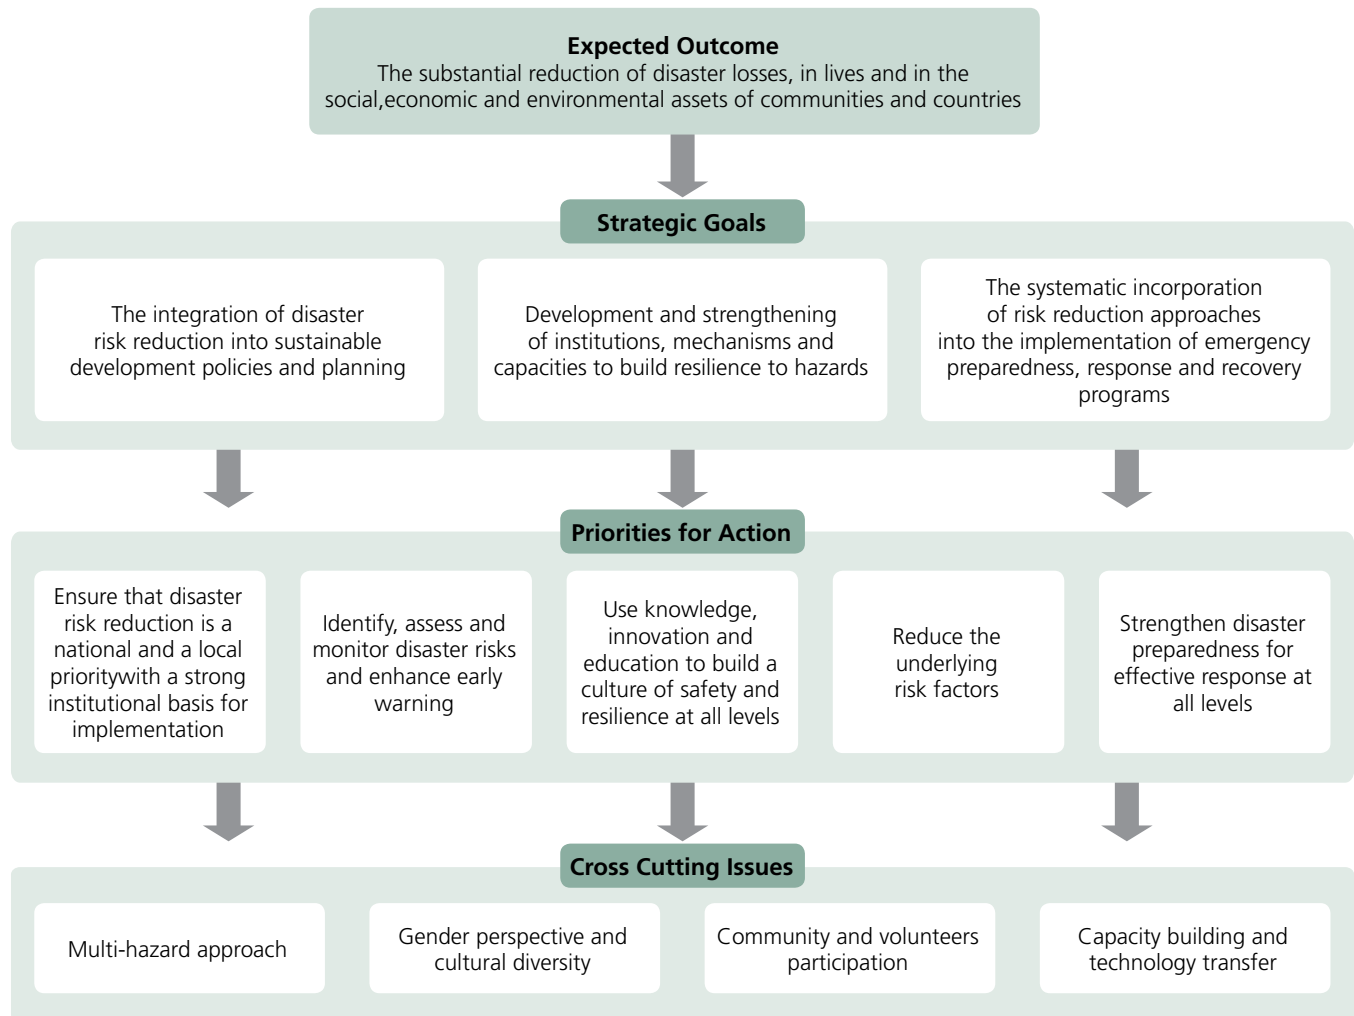 Expected Outcome
The substantial reduction of disaster losses, in lives and in the
social,economic and environmental assets of communities and countries
Strategic Goals
The integration of disaster
risk reduction into sustainable
development policies and planning
Development and strengthening
of institutions, mechanisms and
capacities to build resilience to hazards
The systematic incorporation
of risk reduction approaches
into the implementation of emergency
preparedness, response and recovery
programs
Priorities for Action
Ensure that disaster
risk reduction is a
national and a local
prioritywith a strong
institutional basis for
implementation
Identify, assess and
monitor disaster risks
and enhance early
warning
Use knowledge,
innovation and
education to build a
culture of safety and
resilience at all levels
Reduce the
underlying
risk factors
Strengthen disaster
preparedness for
effective response at
all levels
Cross Cutting Issues
Multi-hazard approach
Gender perspective and
cultural diversity
Community and volunteers
participation
Capacity building and
technology transfer